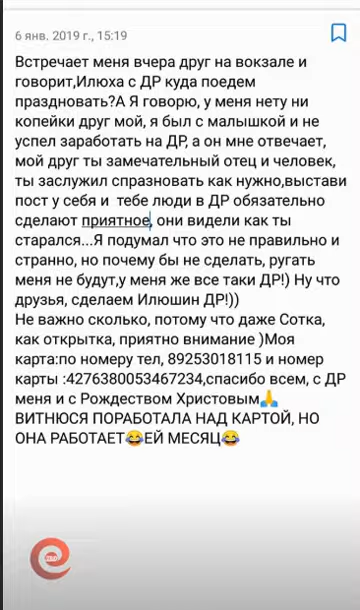 6 янв. 2019 г., 15:19
Встречает меня вчера друг на вокзале и
говорит,Илюха с ДР куда поедем
праздновать?А Я говорю, у меня нету ни
копейки друг мой, я был с малышкой и не
успел заработать на ДР, а он мне отвечает,
мой друг ты замечательный отец и человек,
ты заслужил спразновать как нужно,выстави
пост у себя и тебе люди в ДР обязательно
сделают приятное, они видели как ты
старался...Я подумал что это не правильно и
странно, но почему бы не сделать, ругать
меня не будут,у меня же все таки ДР!) Ну что
друзья, сделаем Илюшин ДР!))
Не важно сколько, потому что даже Сотка,
как открытка, приятно внимание )Моя
карта:по номеру тел, 89253018115 и номер
карты :4276380053467234,спасибо всем, с ДР
меня и с Рождеством Христовым🙏
ВИТНЮСЯ ПОРАБОТАЛА НАД КАРТОЙ, НО
ОНА РАБОТАЕТ😂ЕЙ МЕСЯЦ😂